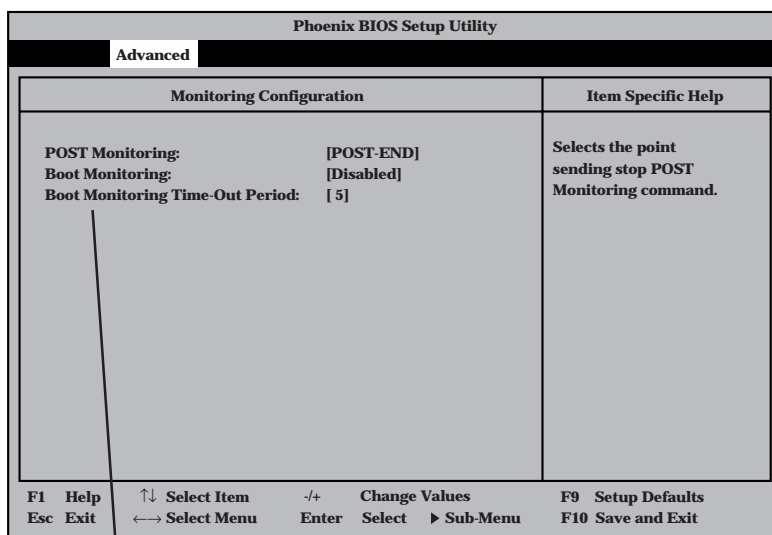 Phoenix BIOS Setup Utility
Advanced
Monitoring Configuration
Item Specific Help
POST Monitoring: [POST-END]
Boot Monitoring: [Disabled]
Boot Monitoring Time-Out Period: [ 5]
Selects the point
sending stop POST
Monitoring command.
F1 Help ↑↓ Select Item -/+ Change Values F9 Setup Defaults
Esc Exit ←→ Select Menu Enter Select ▶ Sub-Menu F10 Save and Exit